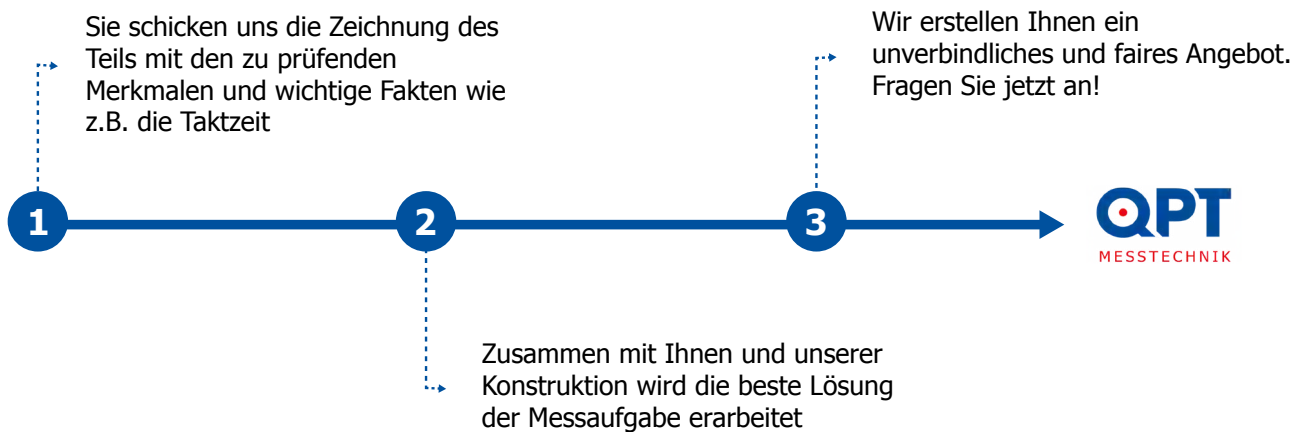 Sie schicken uns die Zeichnung des
Teils mit den zu prüfenden
Merkmalen und wichtige Fakten wie
z.B. die Taktzeit
Wir erstellen Ihnen ein
unverbindliches und faires Angebot.
Fragen Sie jetzt an!
1
2
3
QPT
MESSTECHNIK
Zusammen mit Ihnen und unserer
Konstruktion wird die beste Lösung
der Messaufgabe erarbeitet